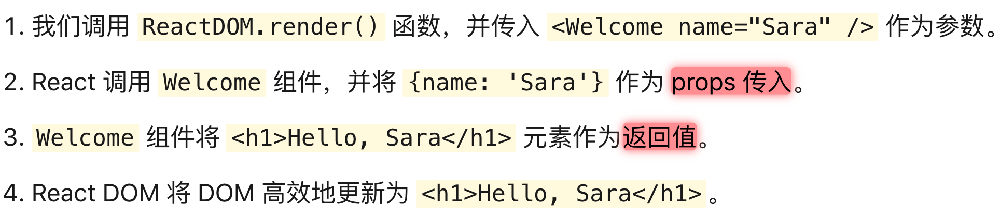 1. 我们调用 ReactDOM.render() 函数，并传入 <Welcome name="Sara" /> 作为参数。
2. React 调用 Welcome 组件，并将 {name: 'Sara'} 作为 props 传入。
3. Welcome 组件将 <h1>Hello, Sara</h1> 元素作为返回值。
4. React DOM 将 DOM 高效地更新为 <h1>Hello, Sara</h1>。